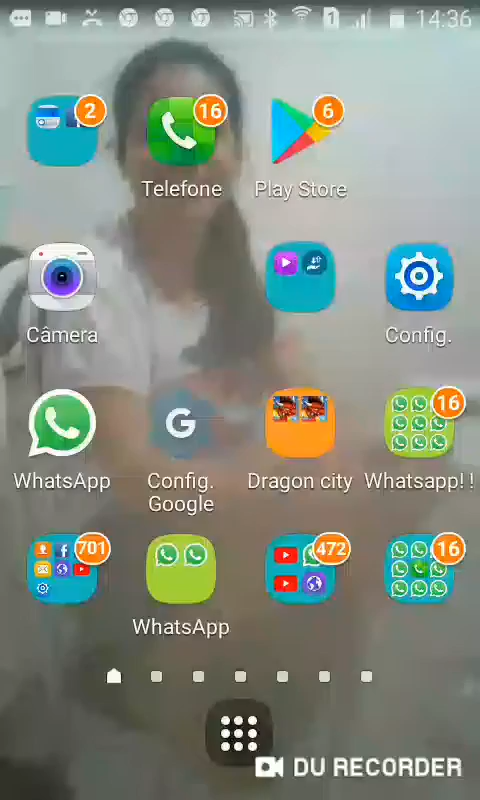 1 14:36
2 16 6
Telefone Play Store
Câmera Config.
16
WhatsApp Config. Google Dragon city Whatsapp!!
701 472 16
WhatsApp
DU RECORDER